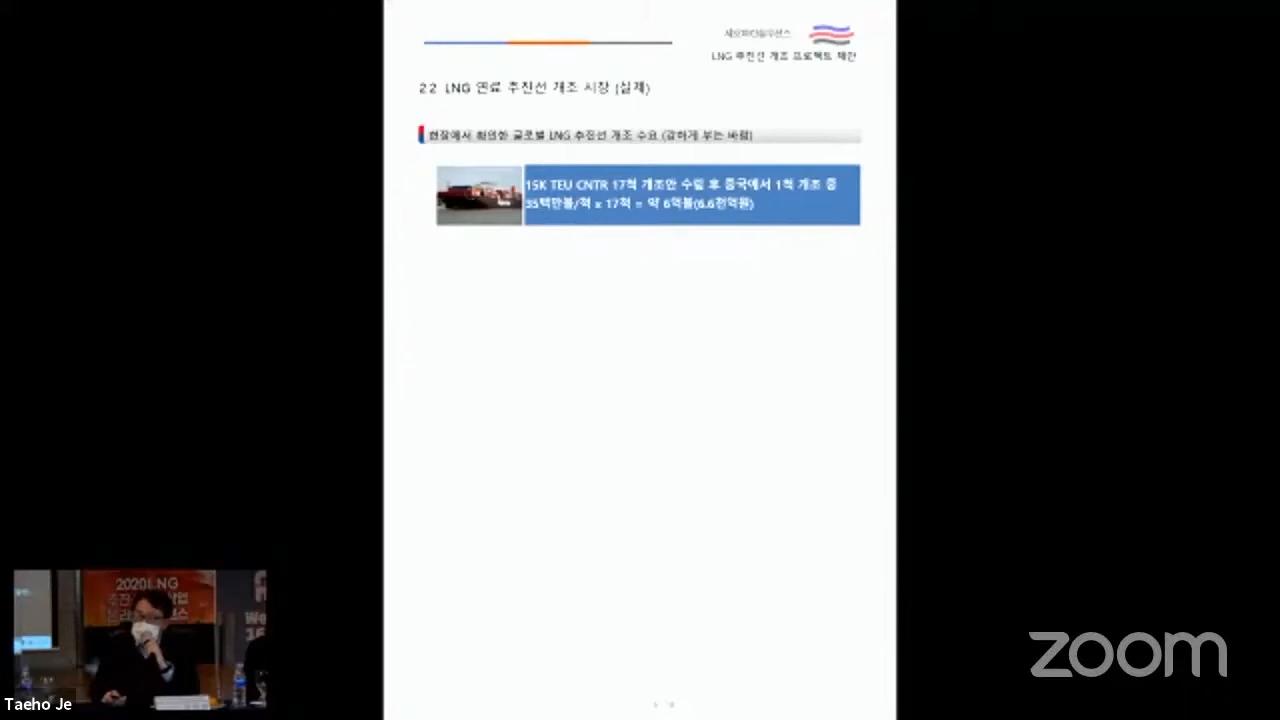 LNG 추진선 개조 프로젝트 제안
2.2 LNG 연료 추진선 개조 시장 (실제)
현장에서 확인한 글로벌 LNG 추진선 개조 수요 (강하게 부는 바람)
15K TEU CNTR 17척 개조안 수립 후 중국에서 1척 개조 중
35백만불/척 x 17척 = 약 6억불(6.6천억원)
2020LNG
Taeho Je
zoom